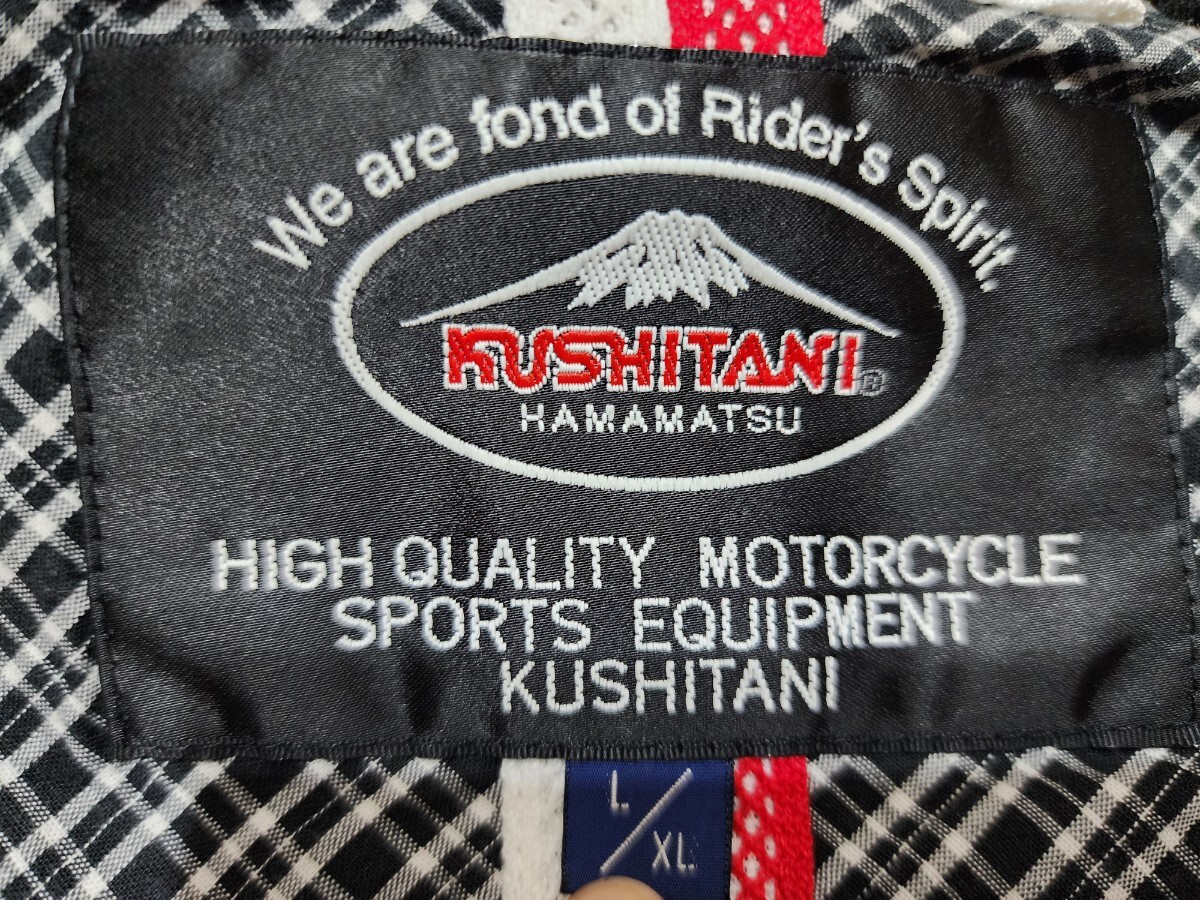 We are fond of Rider's Spirit.
KUSHITANI®
HAMAMATSU
HIGH QUALITY MOTORCYCLE
SPORTS EQUIPMENT
KUSHITANI
L/XL